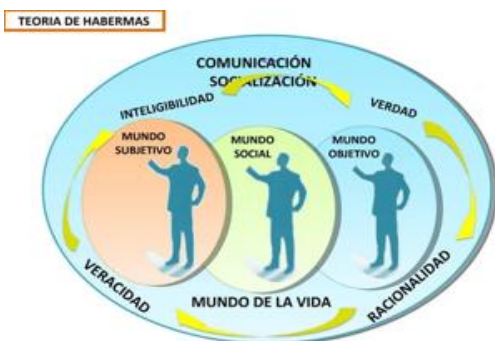 TEORIA DE HABERMAS
COMUNICACIÓN
SOCIALIZACIÓN
INTELIGIBILIDAD
VERDAD
MUNDO
SUBJETIVO
MUNDO
SOCIAL
MUNDO
OBJETIVO
VERACIDAD
MUNDO DE LA VIDA
RACIONALIDAD